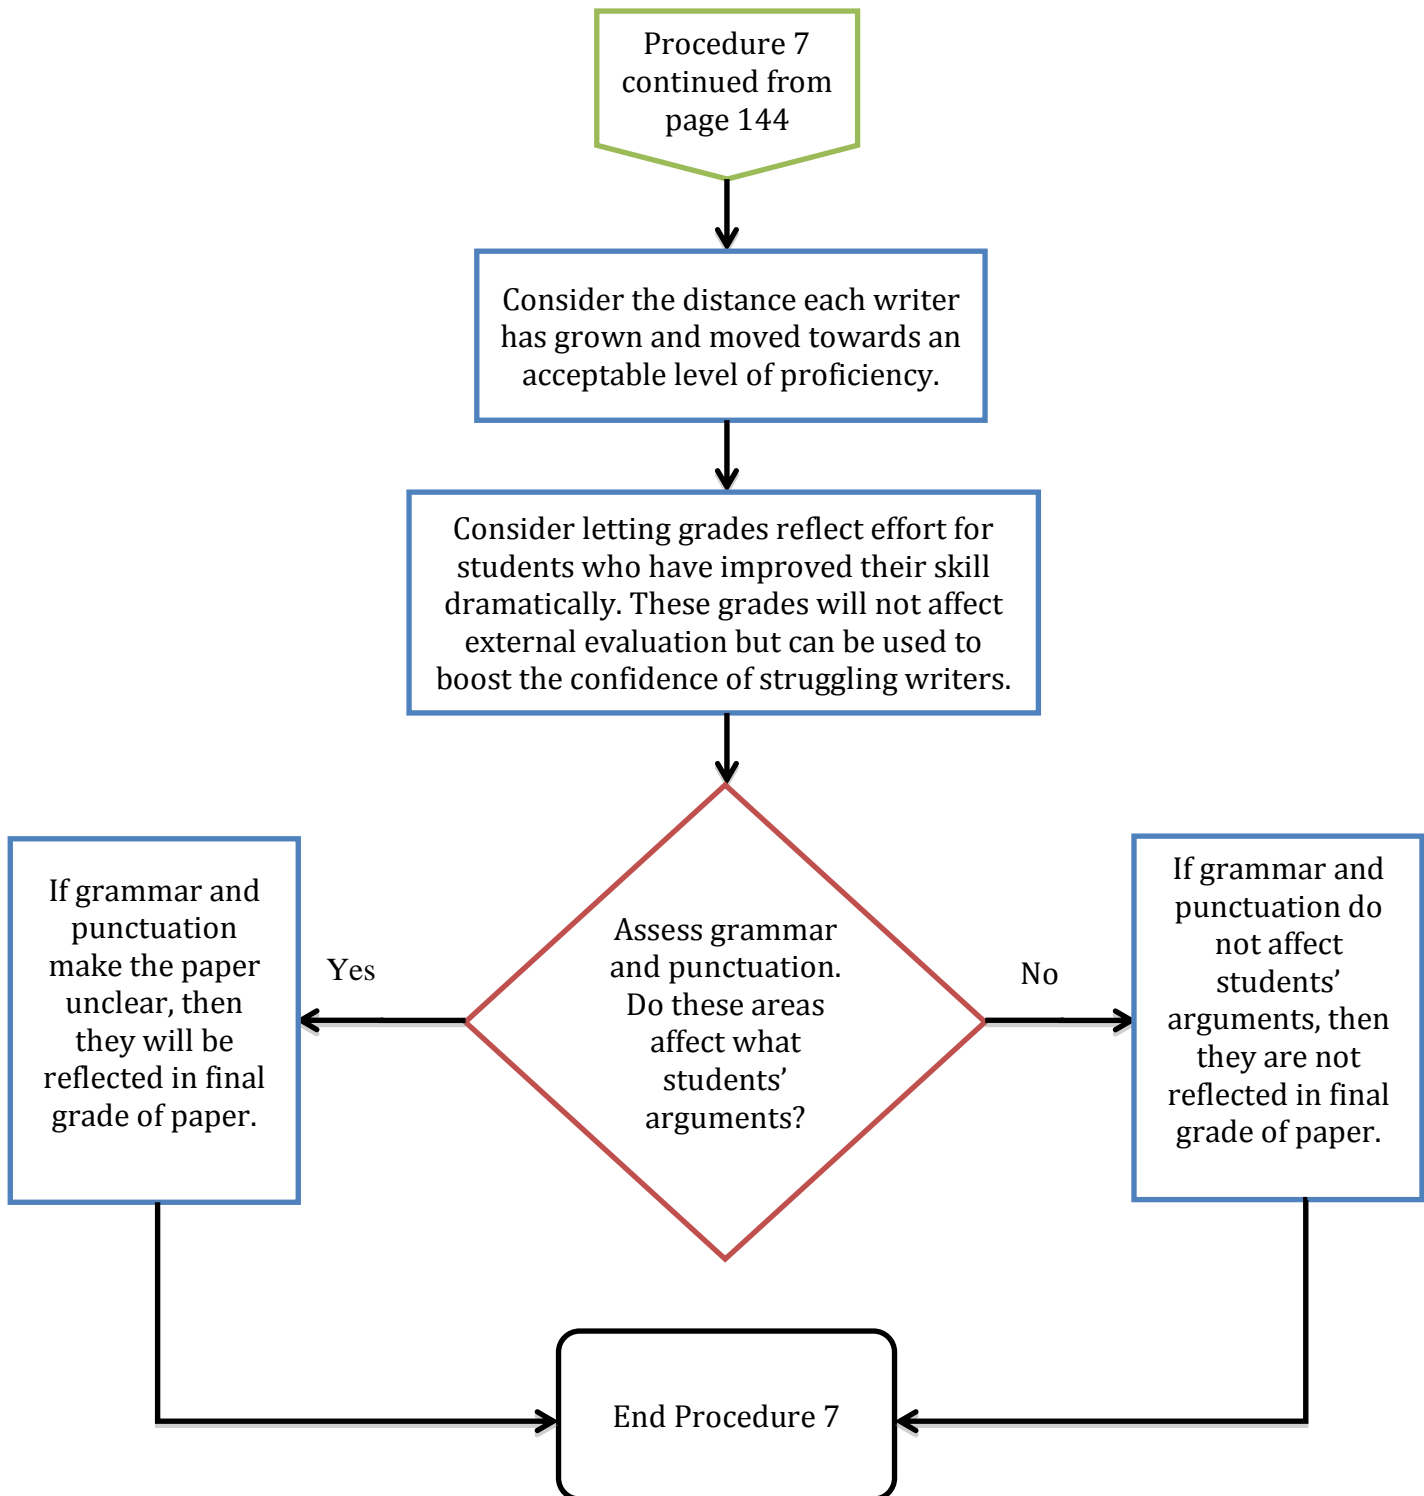 Procedure 7
continued from
page 144
Consider the distance each writer
has grown and moved towards an
acceptable level of proficiency.
Consider letting grades reflect effort for
students who have improved their skill
dramatically. These grades will not affect
external evaluation but can be used to
boost the confidence of struggling writers.
Assess grammar
and punctuation.
Do these areas
affect what
students’
arguments?
Yes
If grammar and
punctuation
make the paper
unclear, then
they will be
reflected in final
grade of paper.
No
If grammar and
punctuation do
not affect
students’
arguments, then
they are not
reflected in final
grade of paper.
End Procedure 7